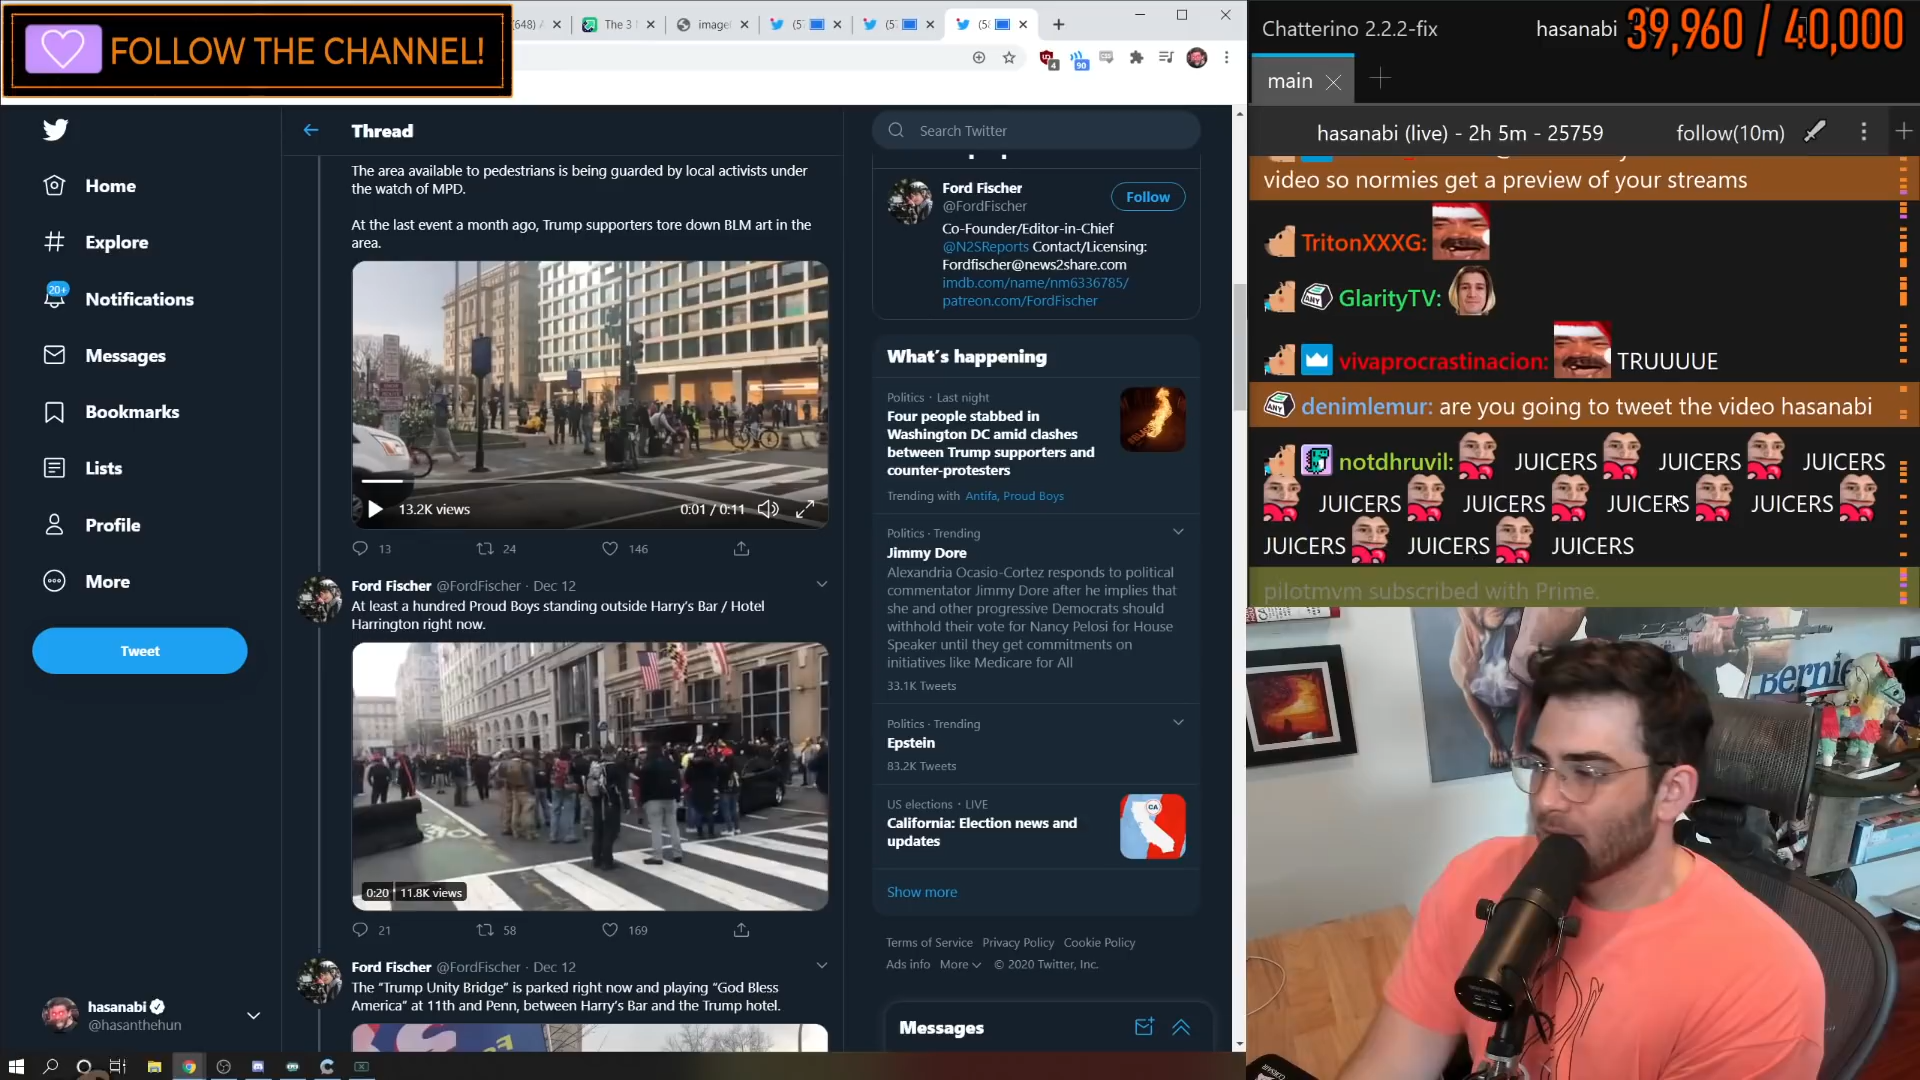 FOLLOW THE CHANNEL!
(648)
The 3
image
Chatterino 2.2.2-fix
hasanabi
39,960 / 40,000
main
hasanabi (live) - 2h 5m - 25759
follow(10m)
video so normies get a preview of your streams
TritonXXXG:
GlarityTV:
vivaprocrastinacion: TRUUUUE
denimlemur: are you going to tweet the video hasanabi
notdhruvil: JUICERS JUICERS JUICERS
JUICERS JUICERS JUICERS JUICERS
JUICERS JUICERS JUICERS
pilotmvm subscribed with Prime.
Home
Explore
20+
Notifications
Messages
Bookmarks
Lists
Profile
More
Tweet
hasanabi
@hasanthehun
Thread
The area available to pedestrians is being guarded by local activists under
the watch of MPD.
At the last event a month ago, Trump supporters tore down BLM art in the
area.
13.2K views
0:01 / 0:11
13 24 146
Ford Fischer @FordFischer · Dec 12
At least a hundred Proud Boys standing outside Harry's Bar / Hotel
Harrington right now.
0:20 11.8K views
21 58 169
Ford Fischer @FordFischer · Dec 12
The "Trump Unity Bridge" is parked right now and playing "God Bless
America" at 11th and Penn, between Harry's Bar and the Trump hotel.
Search Twitter
Ford Fischer
@FordFischer
Follow
Co-Founder/Editor-in-Chief
@N2SReports Contact/Licensing:
Fordfischer@news2share.com
imdb.com/name/nm6336785/
patreon.com/FordFischer
What's happening
Politics · Last night
Four people stabbed in
Washington DC amid clashes
between Trump supporters and
counter-protesters
Trending with Antifa, Proud Boys
Politics · Trending
Jimmy Dore
Alexandria Ocasio-Cortez responds to political
commentator Jimmy Dore after he implies that
she and other progressive Democrats should
withhold their vote for Nancy Pelosi for House
Speaker until they get commitments on
initiatives like Medicare for All
33.1K Tweets
Politics · Trending
Epstein
83.2K Tweets
US elections · LIVE
California: Election news and
updates
CA
Show more
Terms of Service Privacy Policy Cookie Policy
Ads info More © 2020 Twitter, Inc.
Messages
Bernie